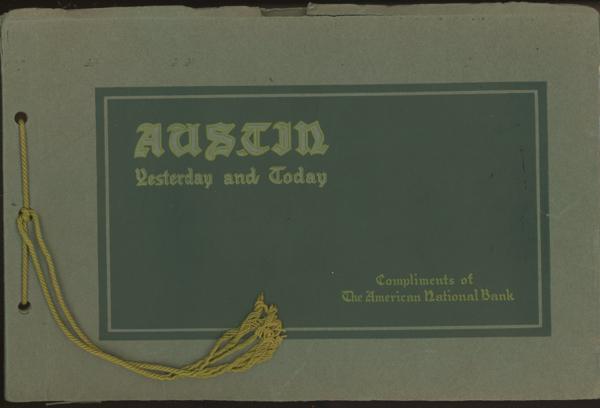 AUSTIN
Yesterday and Today
Compliments of
The American National Bank